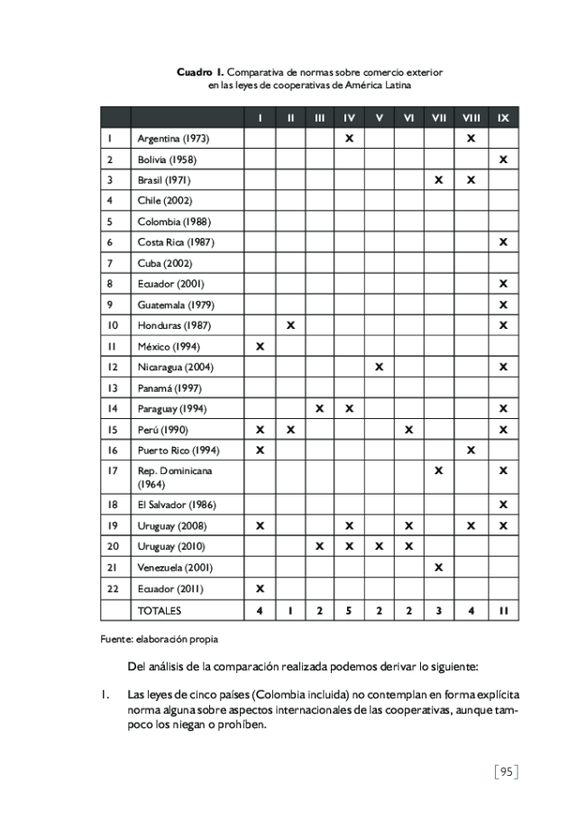 Cuadro 1. Comparativa de normas sobre comercio exterior
en las leyes de cooperativas de América Latina
I II III IV V VI VII VIII IX
1 Argentina (1973) X X
2 Bolivia (1958) X
3 Brasil (1971) X X
4 Chile (2002)
5 Colombia (1988)
6 Costa Rica (1987) X
7 Cuba (2002)
8 Ecuador (2001) X
9 Guatemala (1979) X
10 Honduras (1987) X X
11 México (1994) X
12 Nicaragua (2004) X X
13 Panamá (1997)
14 Paraguay (1994) X X X
15 Perú (1990) X X X X
16 Puerto Rico (1994) X X
17 Rep. Dominicana X X
(1964)
18 El Salvador (1986) X
19 Uruguay (2008) X X X X X
20 Uruguay (2010) X X X X
21 Venezuela (2001) X
22 Ecuador (2011) X
TOTALES 4 1 2 5 2 2 3 4 11
Fuente: elaboración propia
Del análisis de la comparación realizada podemos derivar lo siguiente:
1. Las leyes de cinco países (Colombia incluida) no contemplan en forma explícita
norma alguna sobre aspectos internacionales de las cooperativas, aunque tam-
poco los niegan o prohíben.
[95]